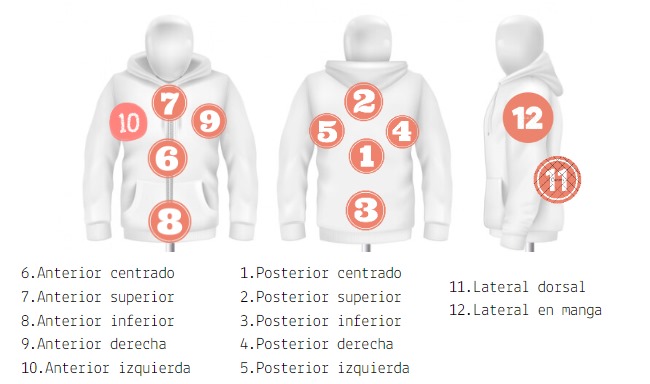 7
10
9
6
8
2
5
4
1
3
12
11
6.Anterior centrado
7.Anterior superior
8.Anterior inferior
9.Anterior derecha
10.Anterior izquierda
1.Posterior centrado
2.Posterior superior
3.Posterior inferior
4.Posterior derecha
5.Posterior izquierda
11.Lateral dorsal
12.Lateral en manga